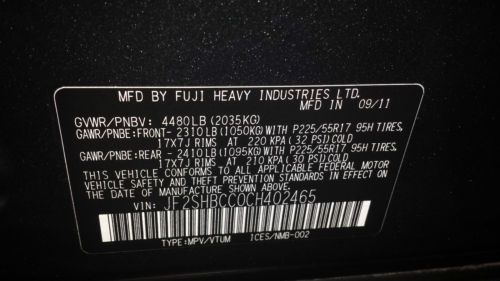 MFD BY FUJI HEAVY INDUSTRIES LTD.
MFD IN 09/11
GVWR/PNBV: 4480LB(2035KG)
GAWR/PNBE:FRONT- 2310LB(1050KG)WITH P225/55R17 95H TIRES,
17X7J RIMS AT 220 KPA(32 PSI)COLD
GAWR/PNBE:REAR - 2410LB(1095KG)WITH P225/55R17 95H TIRES,
17X7J RIMS AT 210 KPA(30 PSI)COLD
THIS VEHICLE CONFORMS TO ALL APPLICABLE FEDERAL MOTOR
VEHICLE SAFETY AND BUMPER STANDARDS IN EFFECT ON
THE DATE OF MANUFACTURE SHOWN ABOVE.
VIN: JF2SHBCC0CH402465
TYPE:MPV/VTUM ICES/NMB-002